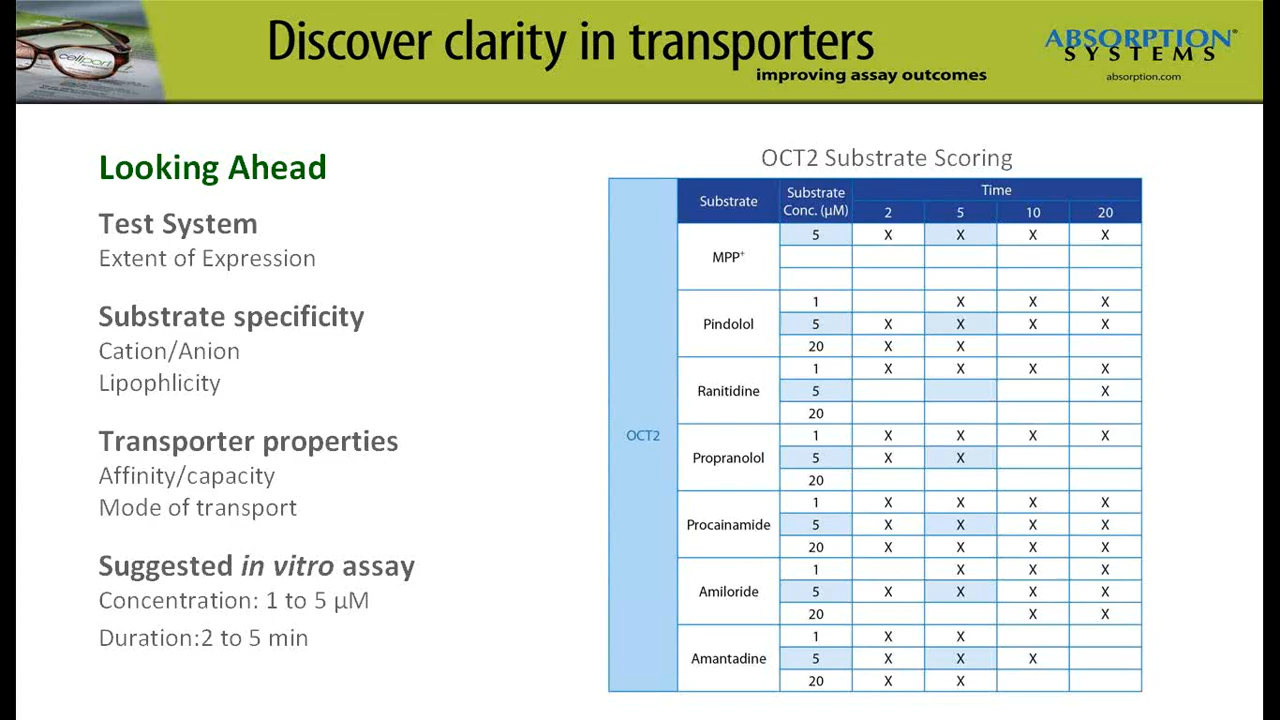 Discover clarity in transporters
improving assay outcomes
ABSORPTION®
SYSTEMS
absorption.com
cellport
Looking Ahead
Test System
Extent of Expression
Substrate specificity
Cation/Anion
Lipophlicity
Transporter properties
Affinity/capacity
Mode of transport
Suggested in vitro assay
Concentration: 1 to 5 µM
Duration:2 to 5 min
OCT2 Substrate Scoring
Substrate Substrate Conc. (µM) Time
2 5 10 20
OCT2
MPP⁺
5 X X X X
Pindolol
1 X X X
5 X X X X
20 X X
Ranitidine
1 X X X X
5 X
20
Propranolol
1 X X X X
5 X X
20
Procainamide
1 X X X X
5 X X X X
20 X X X X
Amiloride
1 X X X
5 X X X X
20 X X
Amantadine
1 X X
5 X X X
20 X X